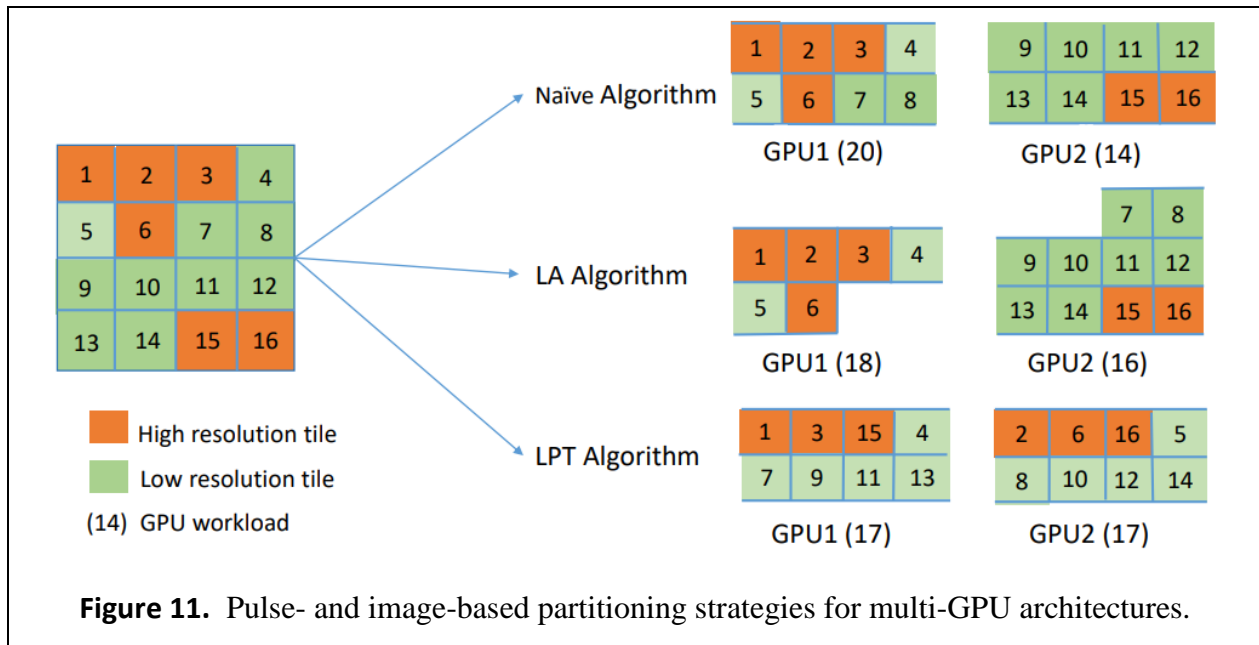 1 2 3 4
5 6 7 8
9 10 11 12
13 14 15 16
High resolution tile
Low resolution tile
(14) GPU workload
Naïve Algorithm
1 2 3 4
5 6 7 8
GPU1 (20)
9 10 11 12
13 14 15 16
GPU2 (14)
LA Algorithm
1 2 3 4
5 6
GPU1 (18)
7 8
9 10 11 12
13 14 15 16
GPU2 (16)
LPT Algorithm
1 3 15 4
7 9 11 13
GPU1 (17)
2 6 16 5
8 10 12 14
GPU2 (17)
Figure 11. Pulse- and image-based partitioning strategies for multi-GPU architectures.